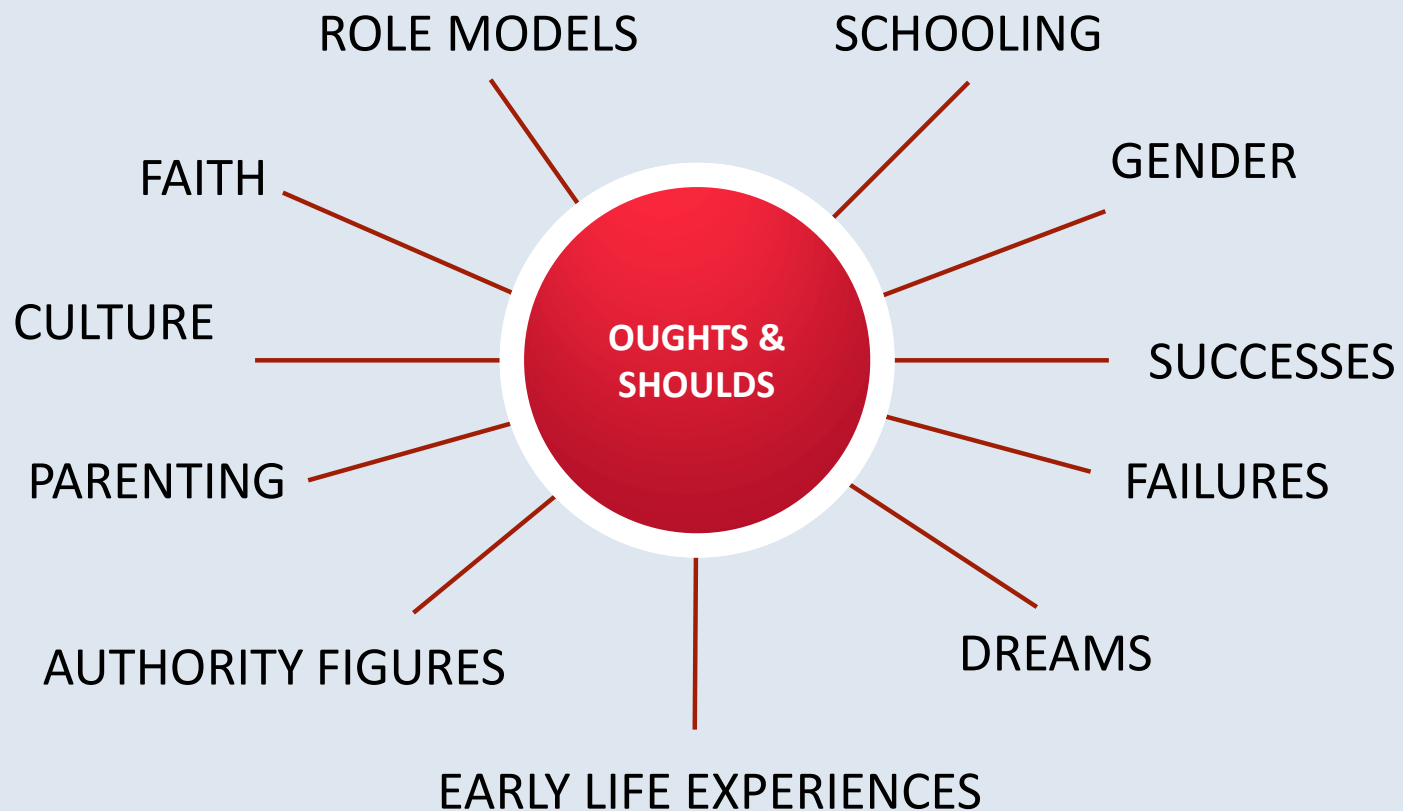 ROLE MODELS
SCHOOLING
GENDER
FAITH
CULTURE
OUGHTS &
SHOULDS
SUCCESSES
PARENTING
FAILURES
AUTHORITY FIGURES
DREAMS
EARLY LIFE EXPERIENCES